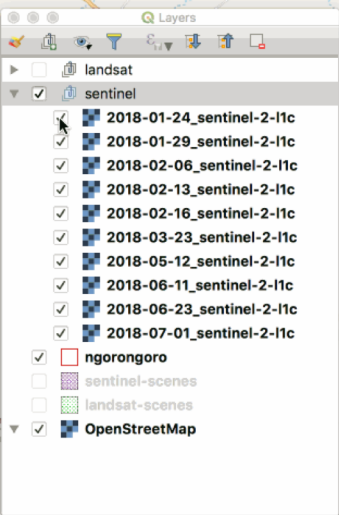 Layers
landsat
sentinel
2018-01-24_sentinel-2-l1c
2018-01-29_sentinel-2-l1c
2018-02-06_sentinel-2-l1c
2018-02-13_sentinel-2-l1c
2018-02-16_sentinel-2-l1c
2018-03-23_sentinel-2-l1c
2018-05-12_sentinel-2-l1c
2018-06-11_sentinel-2-l1c
2018-06-23_sentinel-2-l1c
2018-07-01_sentinel-2-l1c
ngorongoro
sentinel-scenes
landsat-scenes
OpenStreetMap